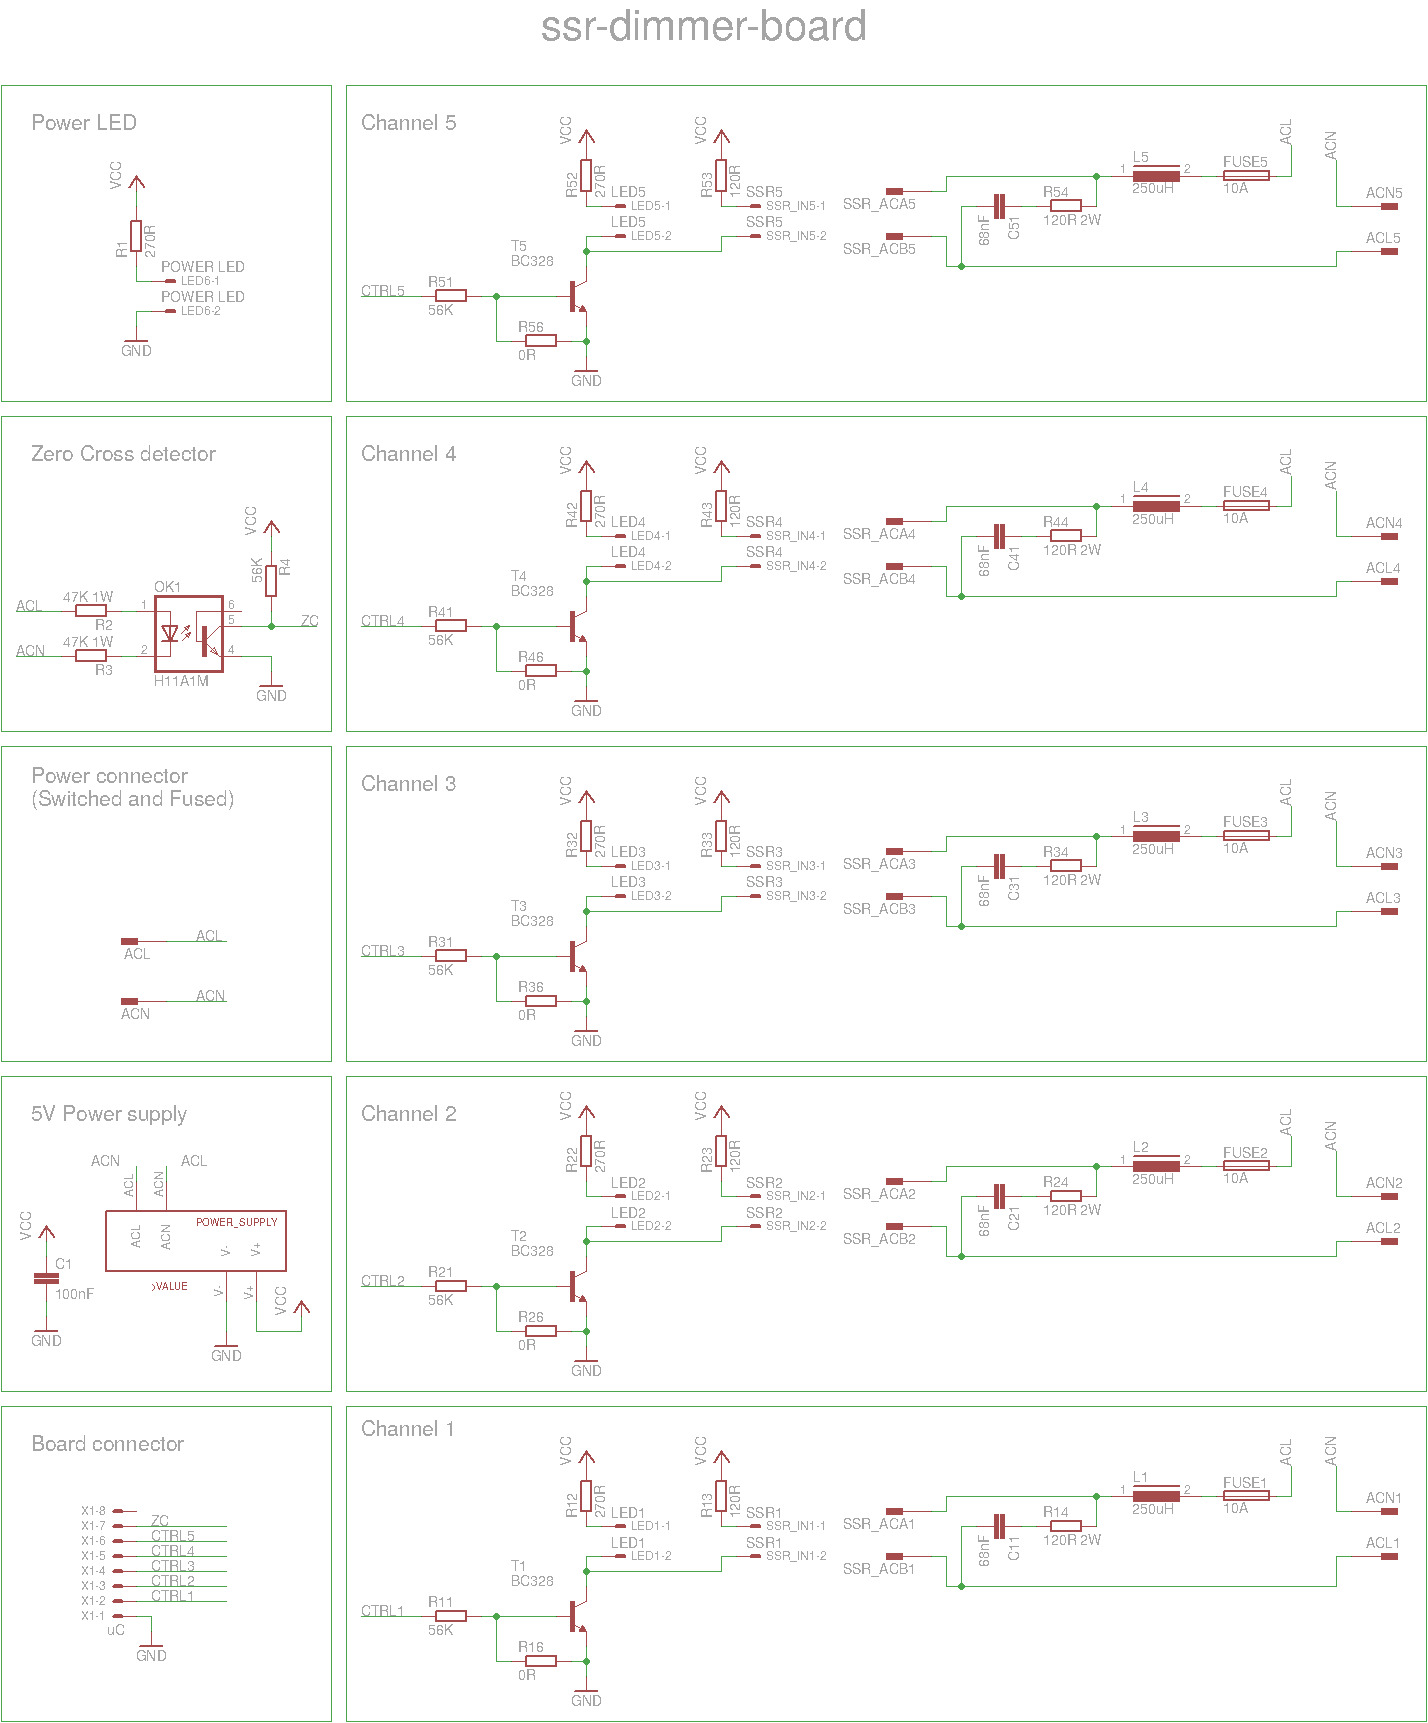 ssr-dimmer-board
Power LED
VCC
R1
270R
POWER LED
LED6-1
POWER LED
LED6-2
GND
Channel 5
VCC
R52
270R
LED5
LED5-1
LED5
LED5-2
VCC
R53
120R
SSR5
SSR_IN5-1
SSR5
SSR_IN5-2
T5
BC328
CTRL5
R51
56K
R56
0R
GND
SSR_ACA5
SSR_ACB5
68nF
C51
R54
120R 2W
L5
1
2
250uH
FUSE5
10A
ACL
ACN
ACN5
ACL5
Zero Cross detector
VCC
56K
R4
OK1
ACL
47K 1W
R2
1
6
5
ZC
ACN
47K 1W
R3
2
4
H11A1M
GND
Channel 4
VCC
R42
270R
LED4
LED4-1
LED4
LED4-2
VCC
R43
120R
SSR4
SSR_IN4-1
SSR4
SSR_IN4-2
T4
BC328
CTRL4
R41
56K
R46
0R
GND
SSR_ACA4
SSR_ACB4
68nF
C41
R44
120R 2W
L4
1
2
250uH
FUSE4
10A
ACL
ACN
ACN4
ACL4
Power connector
(Switched and Fused)
ACL
ACL
ACN
ACN
Channel 3
VCC
R32
270R
LED3
LED3-1
LED3
LED3-2
VCC
R33
120R
SSR3
SSR_IN3-1
SSR3
SSR_IN3-2
T3
BC328
CTRL3
R31
56K
R36
0R
GND
SSR_ACA3
SSR_ACB3
68nF
C31
R34
120R 2W
L3
1
2
250uH
FUSE3
10A
ACL
ACN
ACN3
ACL3
5V Power supply
ACN
ACL
ACL
ACN
POWER_SUPPLY
ACL
ACN
V-
V+
VCC
C1
100nF
GND
>VALUE
V-
V+
VCC
GND
Channel 2
VCC
R22
270R
LED2
LED2-1
LED2
LED2-2
VCC
R23
120R
SSR2
SSR_IN2-1
SSR2
SSR_IN2-2
T2
BC328
CTRL2
R21
56K
R26
0R
GND
SSR_ACA2
SSR_ACB2
68nF
C21
R24
120R 2W
L2
1
2
250uH
FUSE2
10A
ACL
ACN
ACN2
ACL2
Board connector
X1-8
X1-7
ZC
X1-6
CTRL5
X1-5
CTRL4
X1-4
CTRL3
X1-3
CTRL2
X1-2
CTRL1
X1-1
uC
GND
Channel 1
VCC
R12
270R
LED1
LED1-1
LED1
LED1-2
VCC
R13
120R
SSR1
SSR_IN1-1
SSR1
SSR_IN1-2
T1
BC328
CTRL1
R11
56K
R16
0R
GND
SSR_ACA1
SSR_ACB1
68nF
C11
R14
120R 2W
L1
1
2
250uH
FUSE1
10A
ACL
ACN
ACN1
ACL1